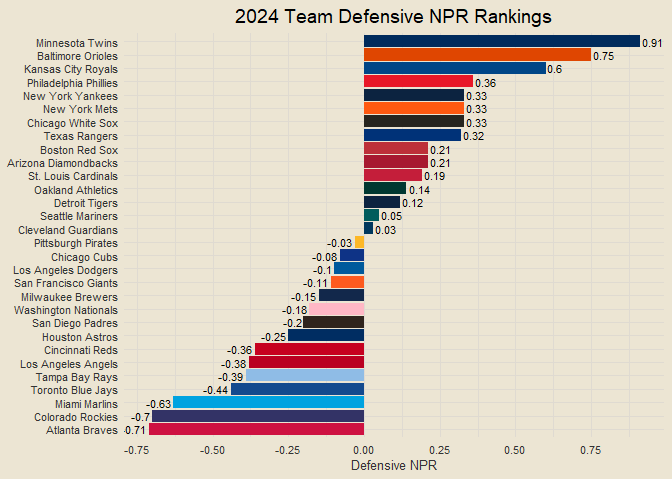 2024 Team Defensive NPR Rankings
Minnesota Twins 0.91
Baltimore Orioles 0.75
Kansas City Royals 0.6
Philadelphia Phillies 0.36
New York Yankees 0.33
New York Mets 0.33
Chicago White Sox 0.33
Texas Rangers 0.32
Boston Red Sox 0.21
Arizona Diamondbacks 0.21
St. Louis Cardinals 0.19
Oakland Athletics 0.14
Detroit Tigers 0.12
Seattle Mariners 0.05
Cleveland Guardians 0.03
Pittsburgh Pirates -0.03
Chicago Cubs -0.08
Los Angeles Dodgers -0.1
San Francisco Giants -0.11
Milwaukee Brewers -0.15
Washington Nationals -0.18
San Diego Padres -0.2
Houston Astros -0.25
Cincinnati Reds -0.36
Los Angeles Angels -0.38
Tampa Bay Rays -0.39
Toronto Blue Jays -0.44
Miami Marlins -0.63
Colorado Rockies -0.7
Atlanta Braves -0.71
-0.75 -0.50 -0.25 0.00 0.25 0.50 0.75
Defensive NPR